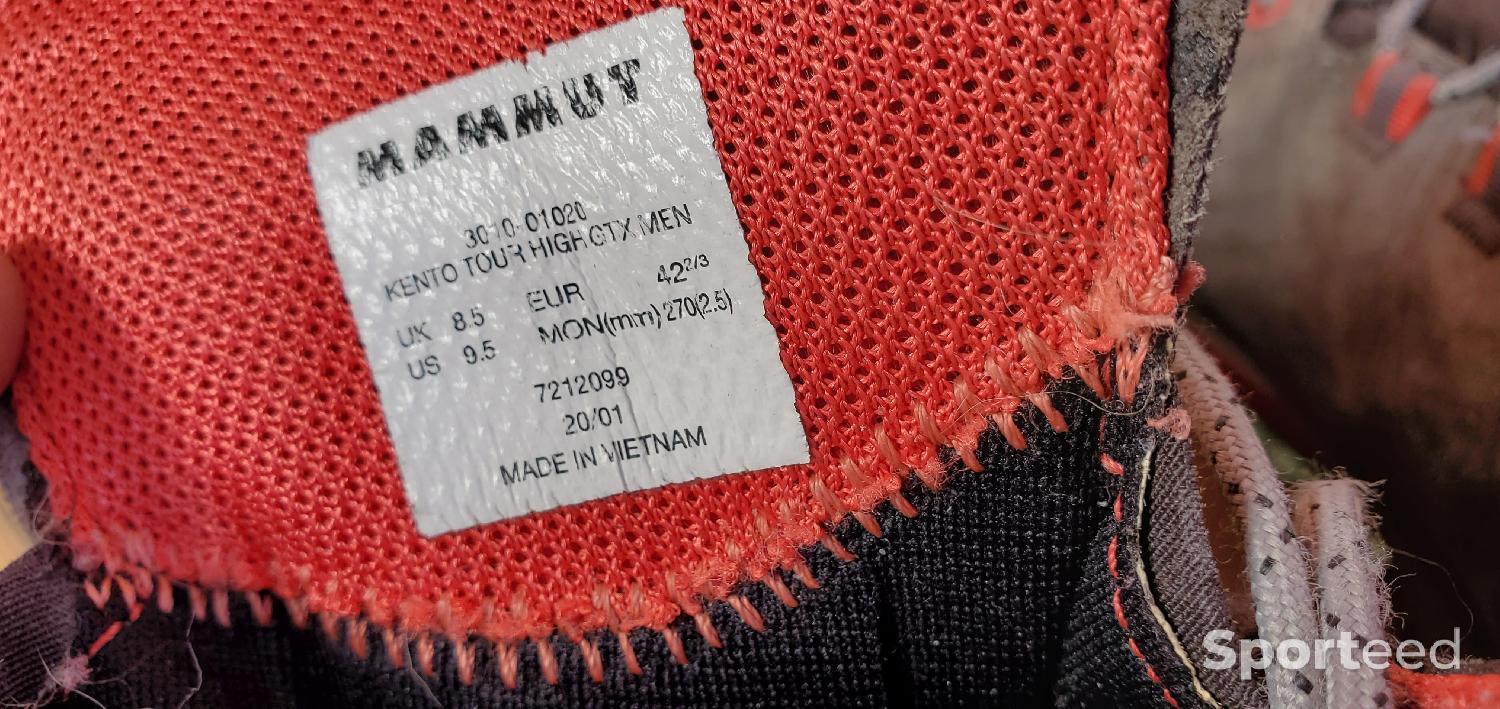 MAMMUT
3010-01020
KENTO TOUR HIGH GTX MEN
UK 8.5 EUR 42 2/3
US 9.5 MON(mm) 270(2.5)
7212099
20/01
MADE IN VIETNAM
Sporteed